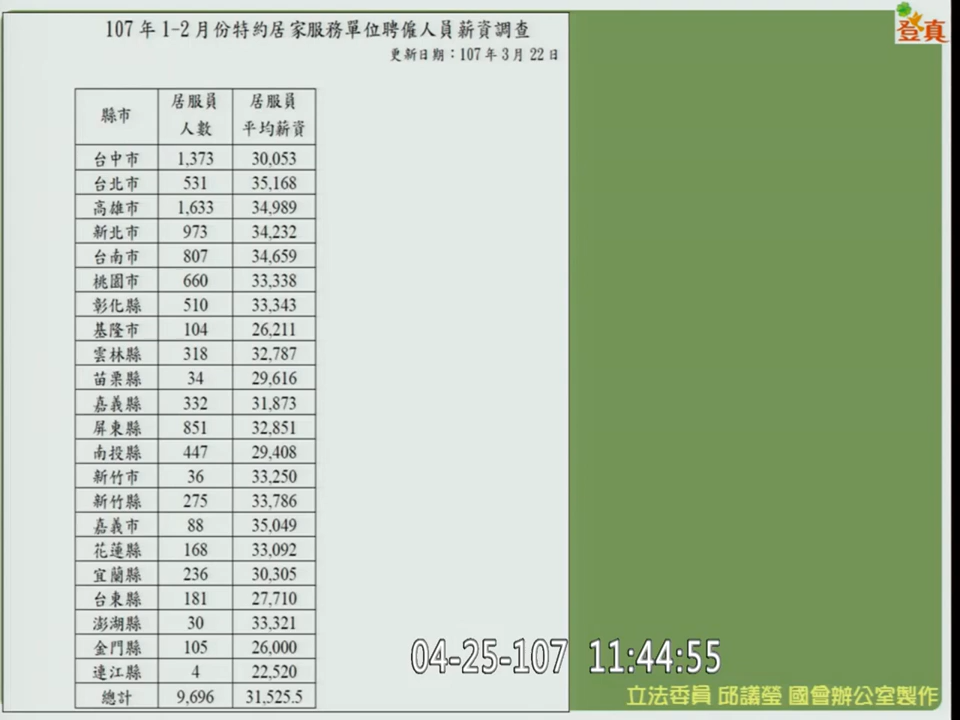 107 年 1-2 月份特約居家服務單位聘僱人員薪資調查
更新日期：107 年 3 月 22 日
登真
縣市 居服員人數 居服員平均薪資
台中市 1,373 30,053
台北市 531 35,168
高雄市 1,633 34,989
新北市 973 34,232
台南市 807 34,659
桃園市 660 33,338
彰化縣 510 33,343
基隆市 104 26,211
雲林縣 318 32,787
苗栗縣 34 29,616
嘉義縣 332 31,873
屏東縣 851 32,851
南投縣 447 29,408
新竹市 36 33,250
新竹縣 275 33,786
嘉義市 88 35,049
花蓮縣 168 33,092
宜蘭縣 236 30,305
台東縣 181 27,710
澎湖縣 30 33,321
金門縣 105 26,000
連江縣 4 22,520
總計 9,696 31,525.5
04-25-107 11:44:55
立法委員 邱議瑩 國會辦公室製作